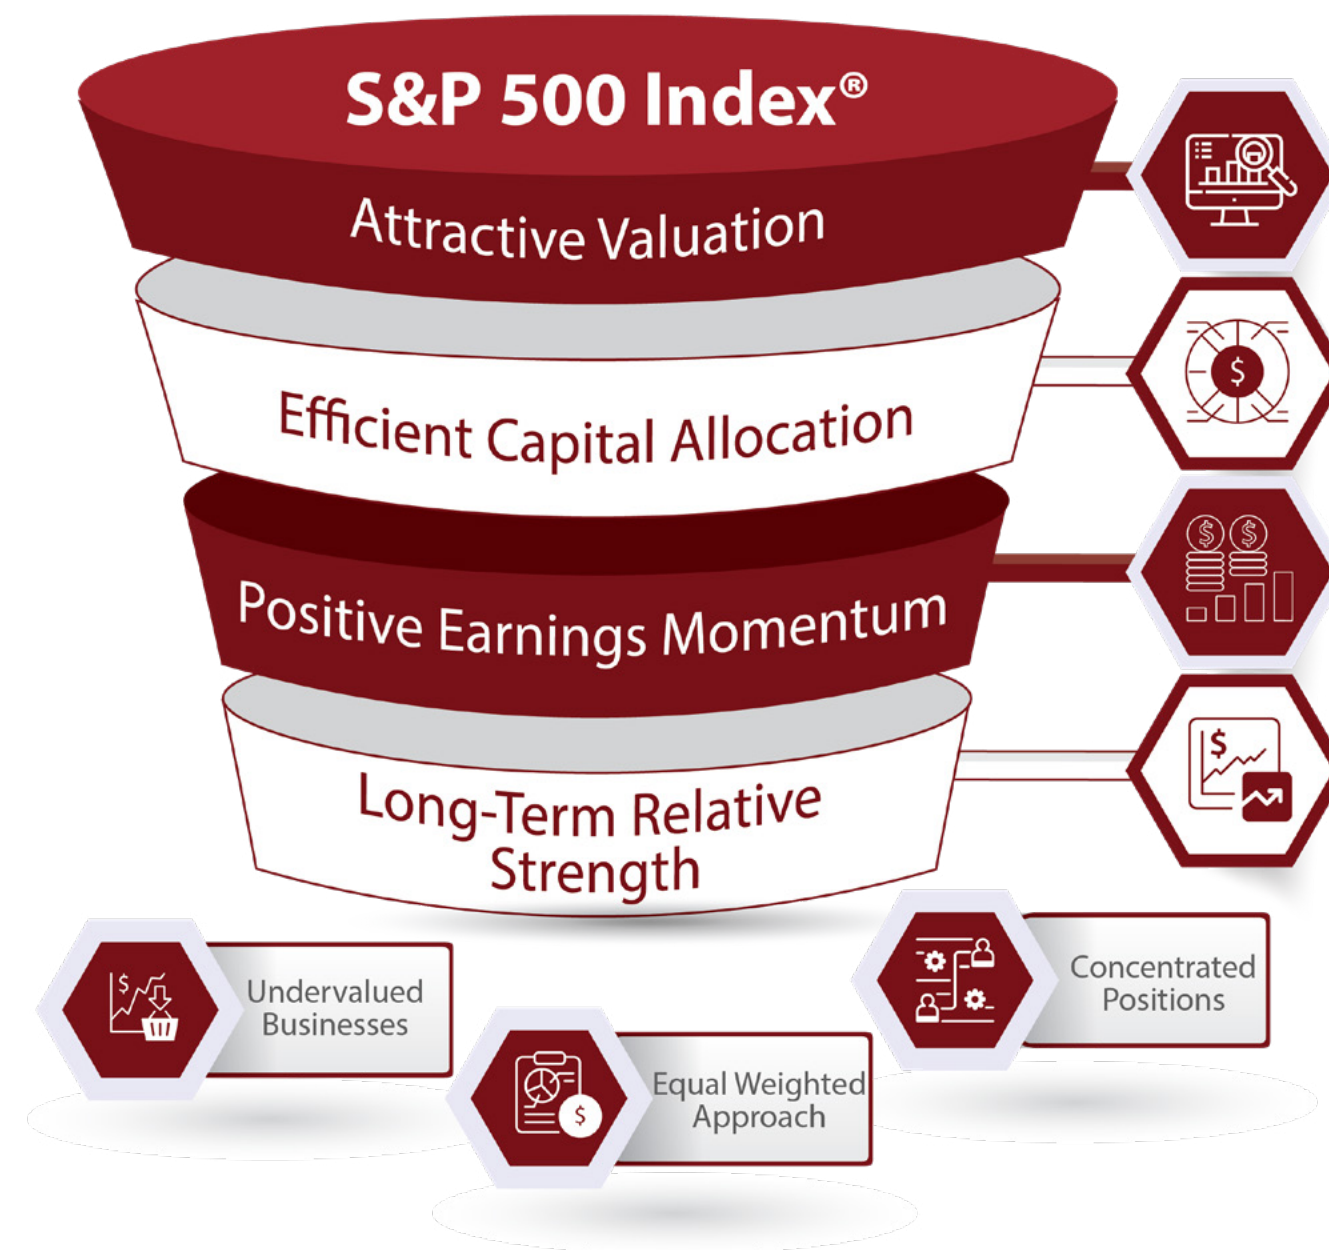 S&P 500 Index®
Attractive Valuation
Efficient Capital Allocation
Positive Earnings Momentum
$
$ $
$
Long-Term Relative
Strength
$
Undervalued
Businesses
Concentrated
Positions
$
Equal Weighted
Approach